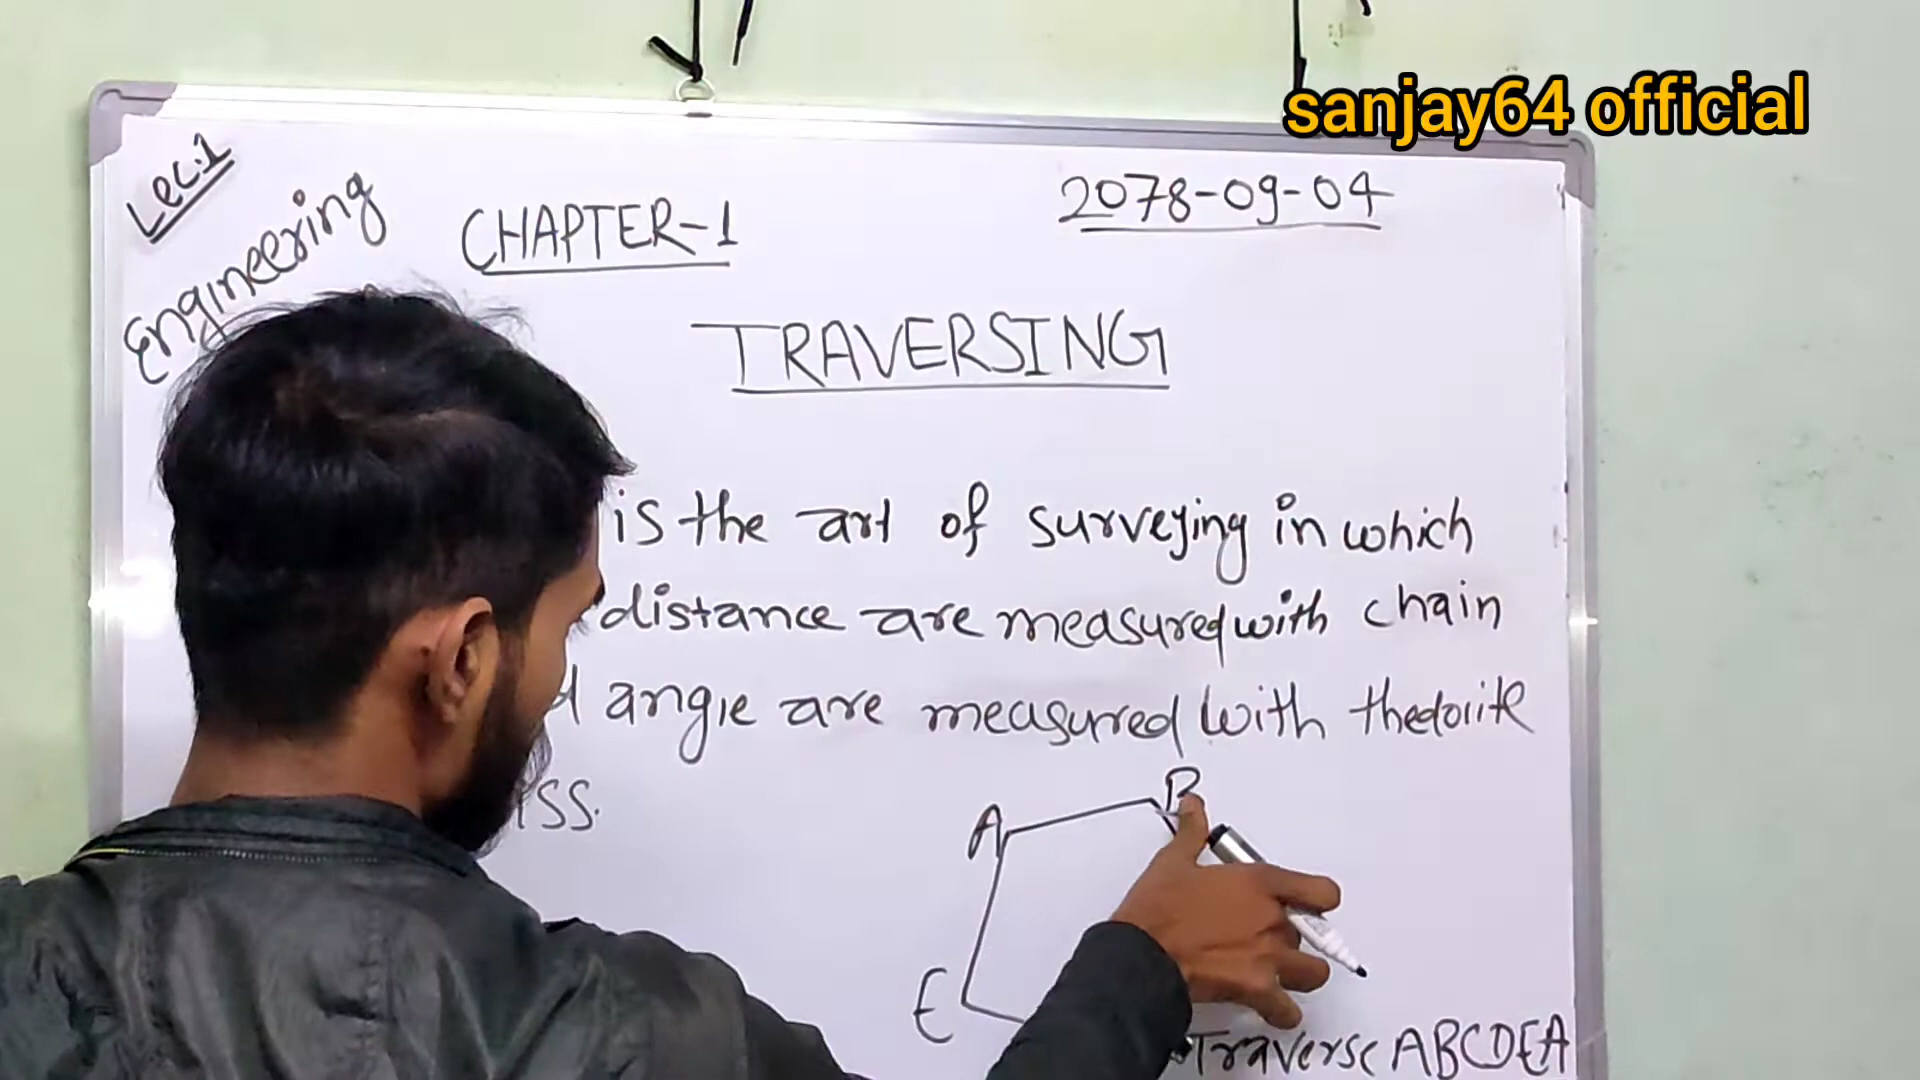 sanjay64 official
Lec.1
Engineering
CHAPTER-1
2078-09-04
TRAVERSING
is the art of surveying in which
distance are measured with chain
angle are measured with thedolite
ss.
A
B
E
Traverse ABCDEA